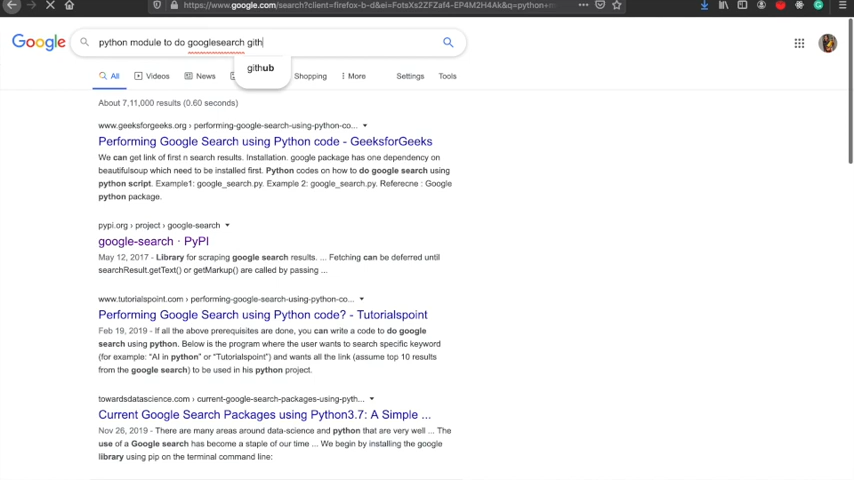 https://www.google.com/search?client=firefox-b-d&ei=FotsXs2ZFZaf4-EP4M2H4Ak&q=python+m
Google
python module to do googlesearch gith
github
All Videos News Shopping More Settings Tools
About 7,11,000 results (0.60 seconds)
www.geeksforgeeks.org › performing-google-search-using-python-co...
Performing Google Search using Python code - GeeksforGeeks
We can get link of first n search results. Installation. google package has one dependency on
beautifulsoup which need to be installed first. Python codes on how to do google search using
python script. Example1: google_search.py. Example 2: google_search.py. Referecne : Google
python package.
pypi.org › project › google-search
google-search · PyPI
May 12, 2017 - Library for scraping google search results. ... Fetching can be deferred until
searchResult.getText() or getMarkup() are called by passing ...
www.tutorialspoint.com › performing-google-search-using-python-co...
Performing Google Search using Python code? - Tutorialspoint
Feb 19, 2019 - If all the above prerequisites are done, you can write a code to do google
search using python. Below is the program where the user wants to search specific keyword
(for example: "AI in python" or "Tutorialspoint") and wants all the link (assume top 10 results
from the google search) to be used in his python project.
towardsdatascience.com › current-google-search-packages-using-pyth...
Current Google Search Packages using Python3.7: A Simple ...
Nov 26, 2019 - There are many areas around data-science and python that are very well ... The
use of a Google search has become a staple of our time ... We begin by installing the google
library using pip on the terminal command line: